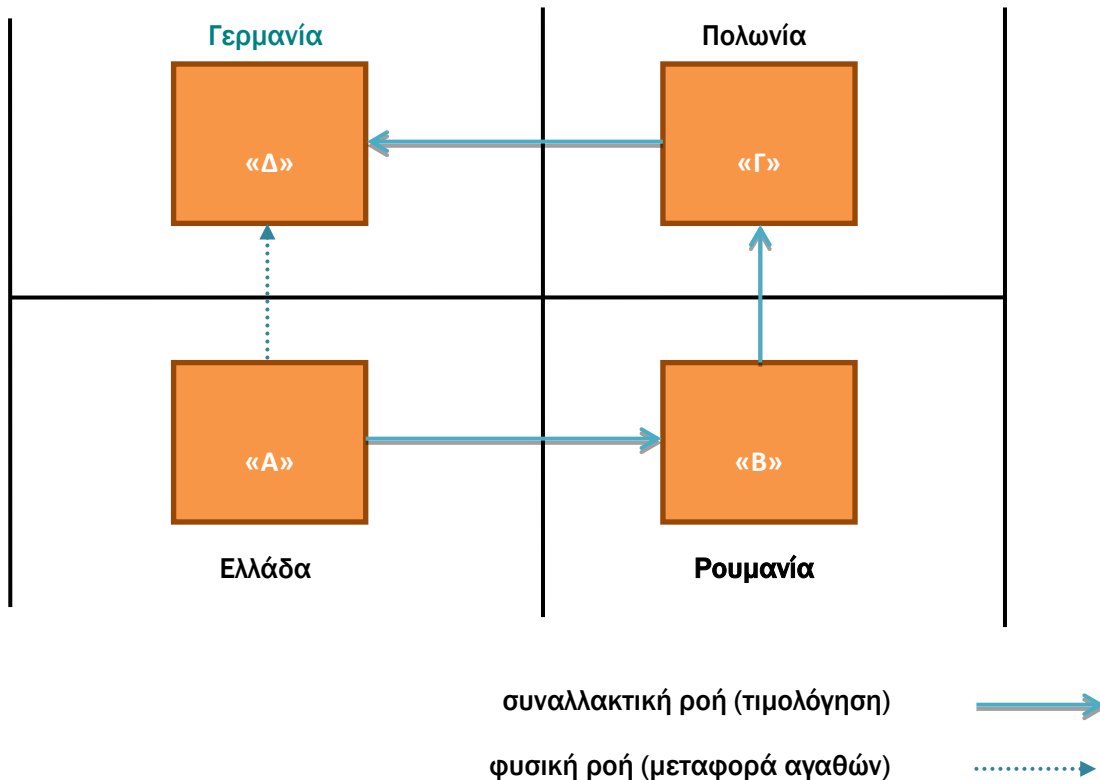 Γερμανία
Πολωνία
«Δ»
«Γ»
«Α»
«Β»
Ελλάδα
Ρουμανία
συναλλακτική ροή (τιμολόγηση)
φυσική ροή (μεταφορά αγαθών)